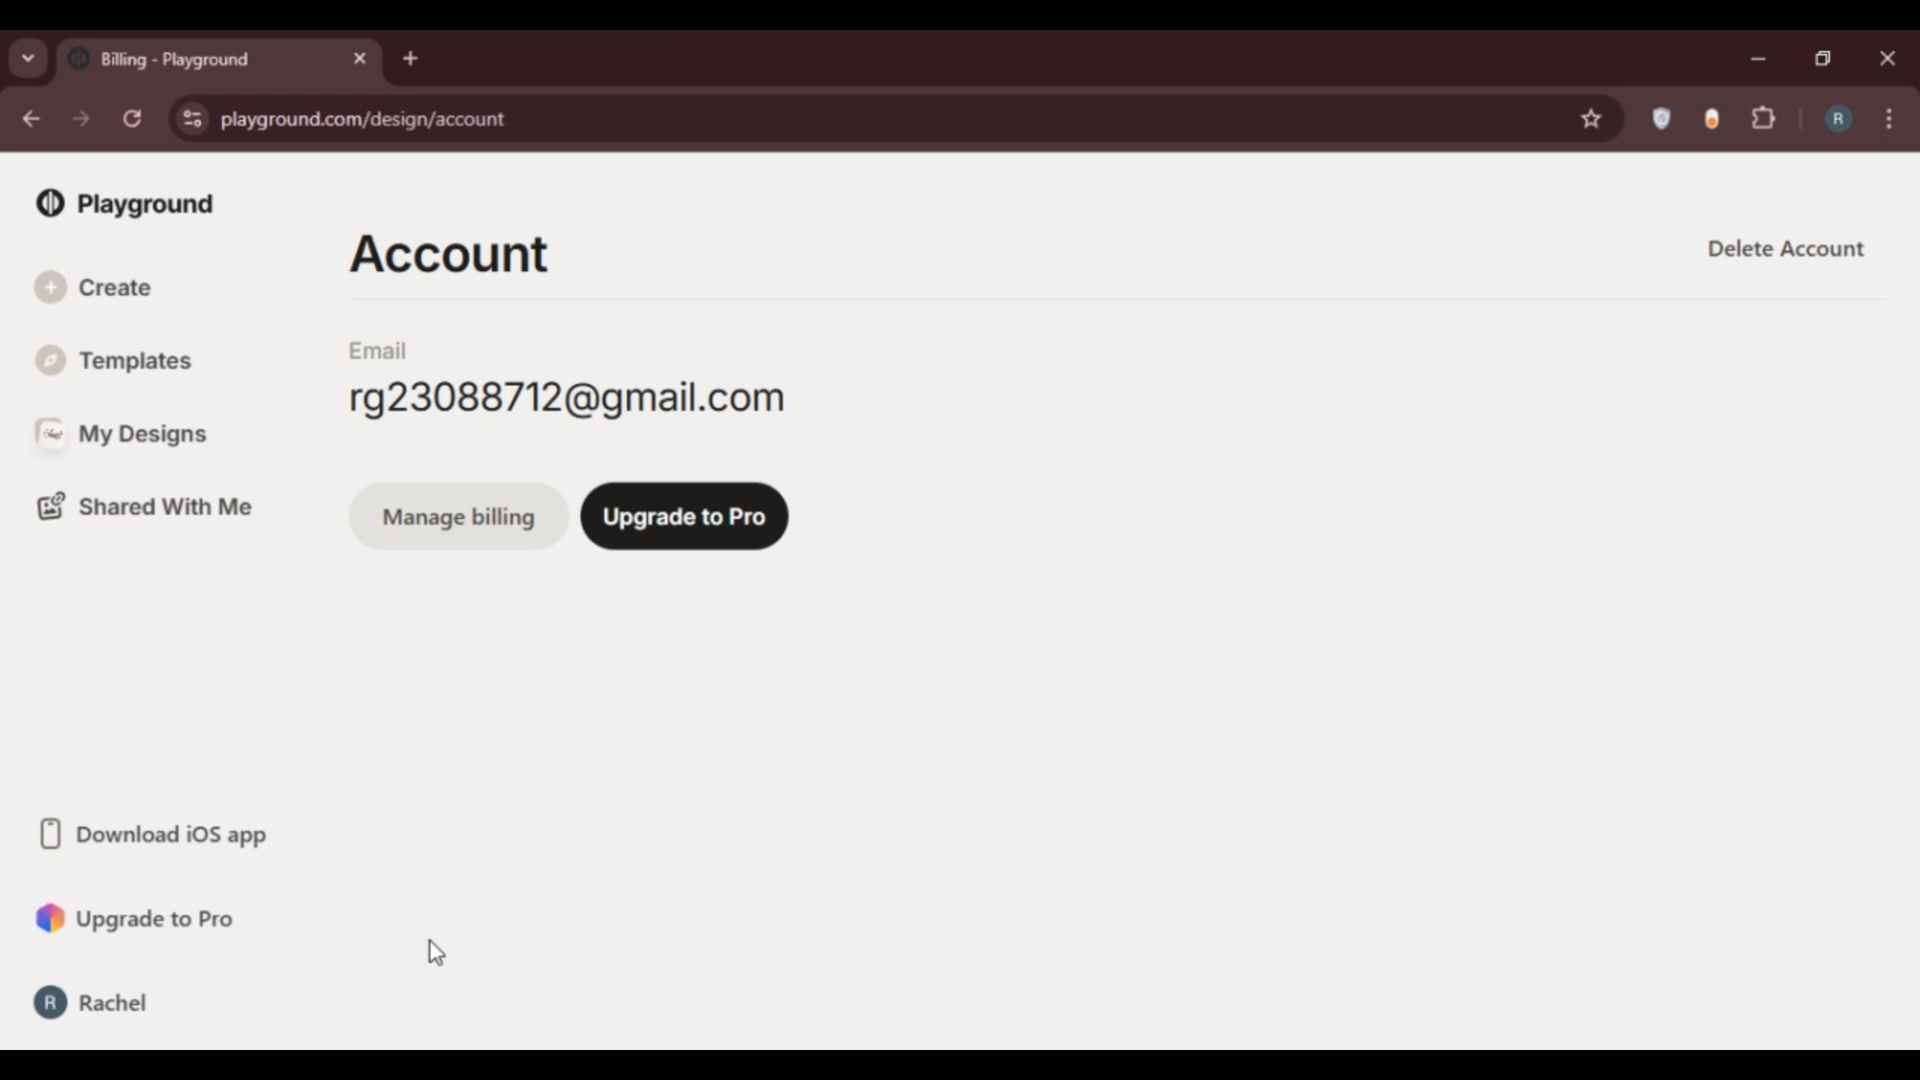 Billing - Playground
playground.com/design/account
R
Playground
Account
Delete Account
Create
Templates
My Designs
Shared With Me
Email
rg23088712@gmail.com
Manage billing
Upgrade to Pro
Download iOS app
Upgrade to Pro
R Rachel